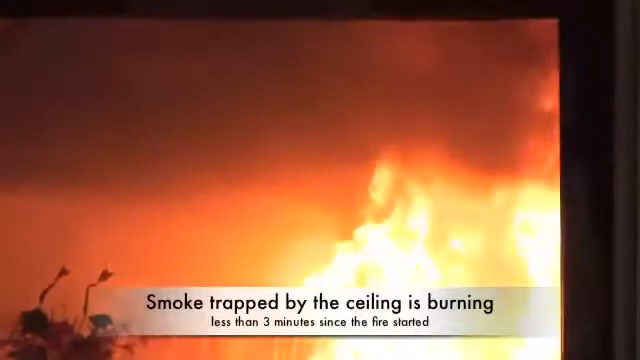 Smoke trapped by the ceiling is burning
less than 3 minutes since the fire started